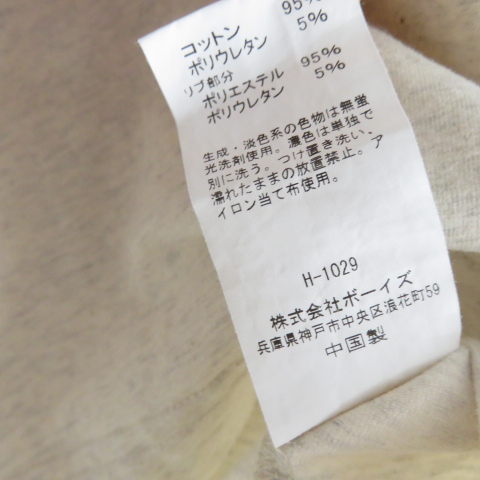 コットン 95%
ポリウレタン 5%
リブ部分
ポリエステル 95%
ポリウレタン 5%
生成・淡色系の色物は無蛍
光洗剤使用。濃色は単独で
別に洗う。つけ置き洗い、
濡れたままの放置禁止。ア
イロン当て布使用。
H-1029
株式会社ボーイズ
兵庫県神戸市中央区浪花町59
中国製